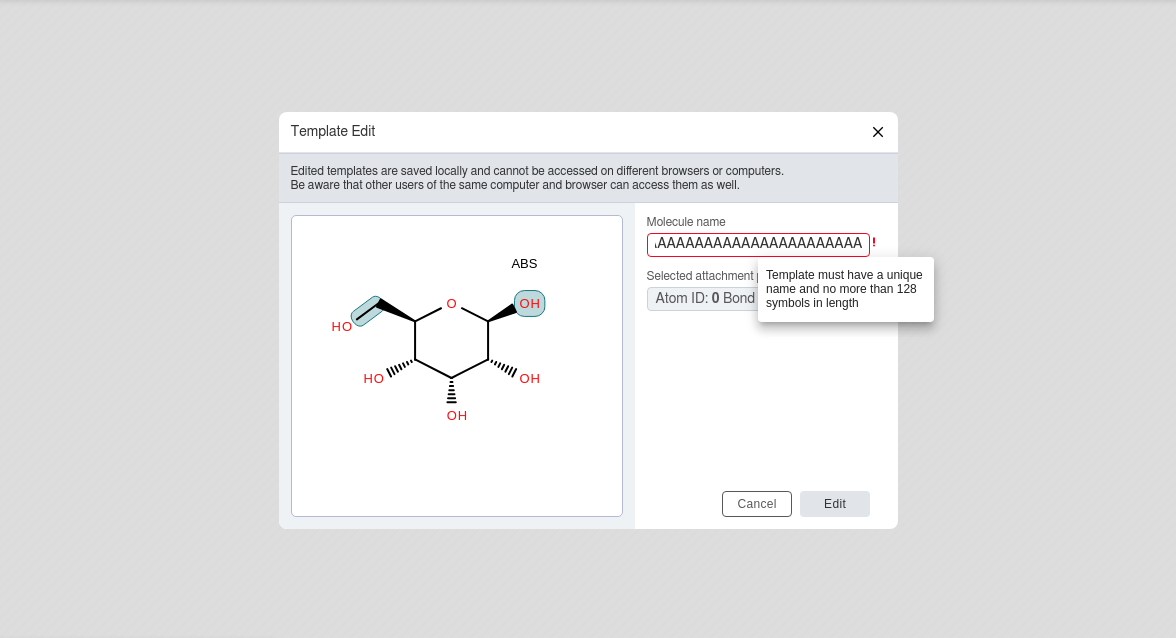 Template Edit
Edited templates are saved locally and cannot be accessed on different browsers or computers.
Be aware that other users of the same computer and browser can access them as well.
Molecule name
AAAAAAAAAAAAAAAAAAAAAA !
Selected attachment
Template must have a unique
name and no more than 128
symbols in length
Atom ID: 0 Bond
ABS
O
OH
HO
HO
OH
OH
Cancel
Edit